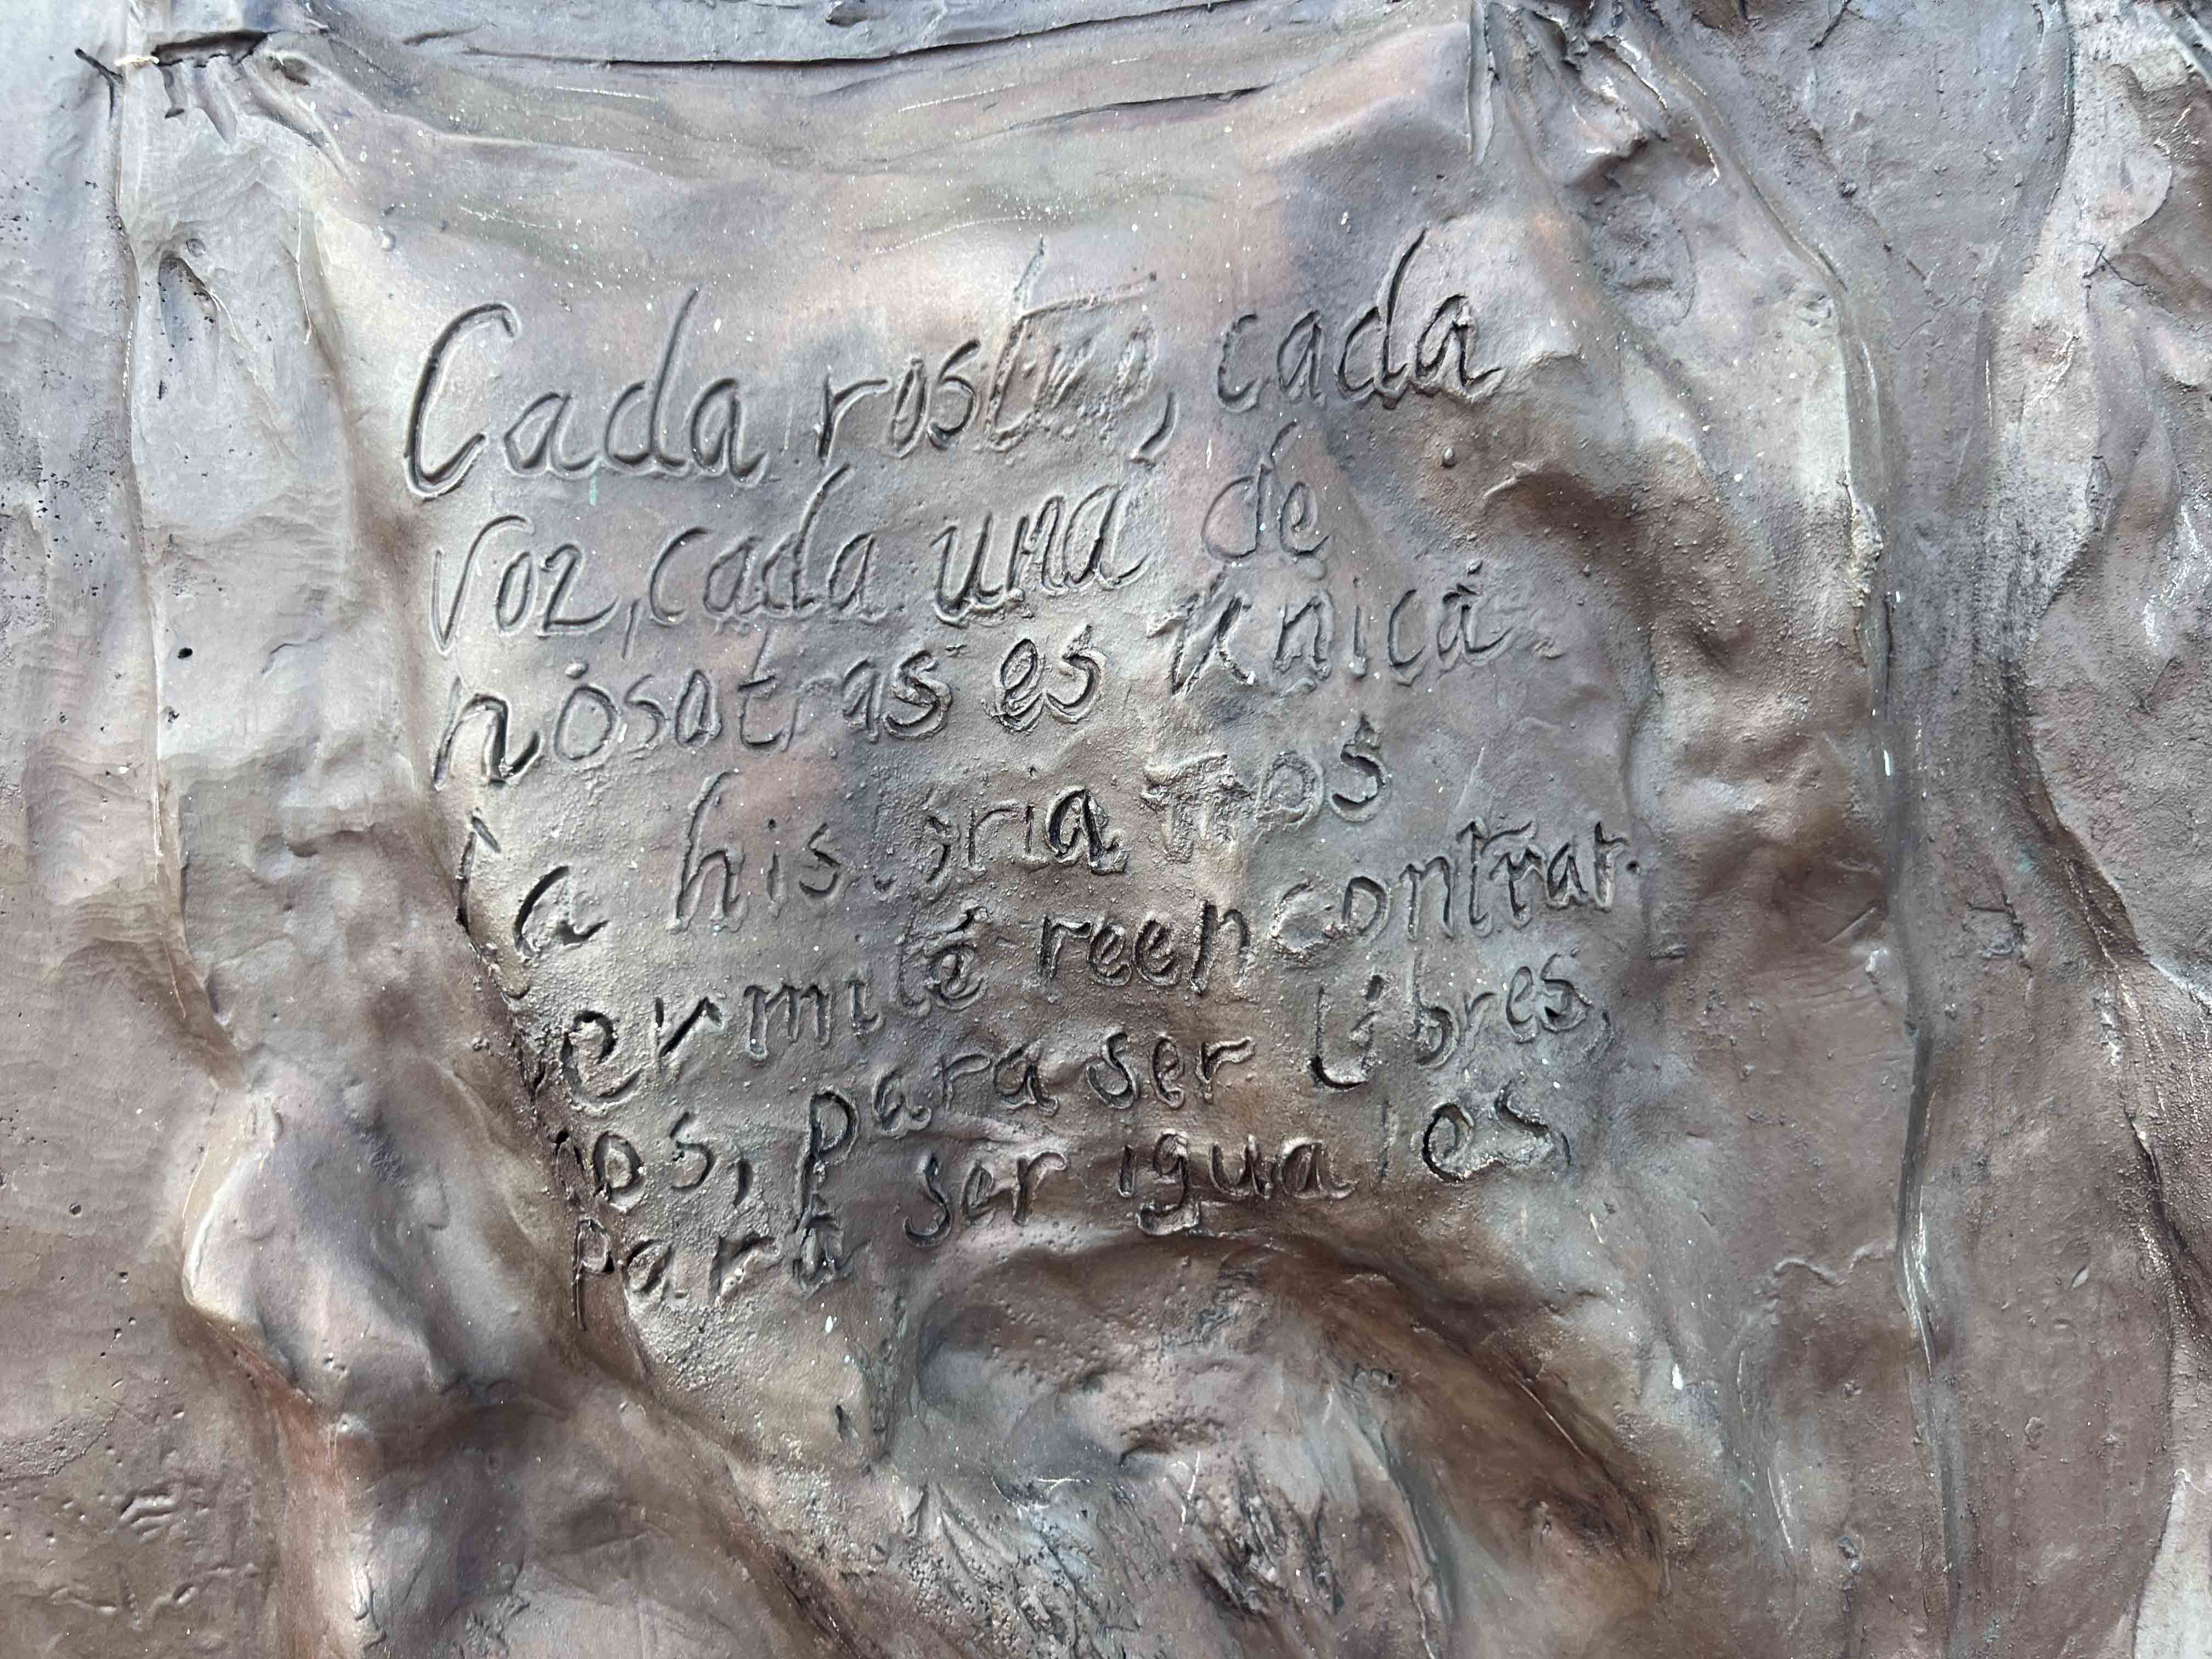 Cada rostro, cada
voz, cada una de
nosotras es única
la historia nos
permite reencontrar
nos, para ser libres,
para ser iguales,